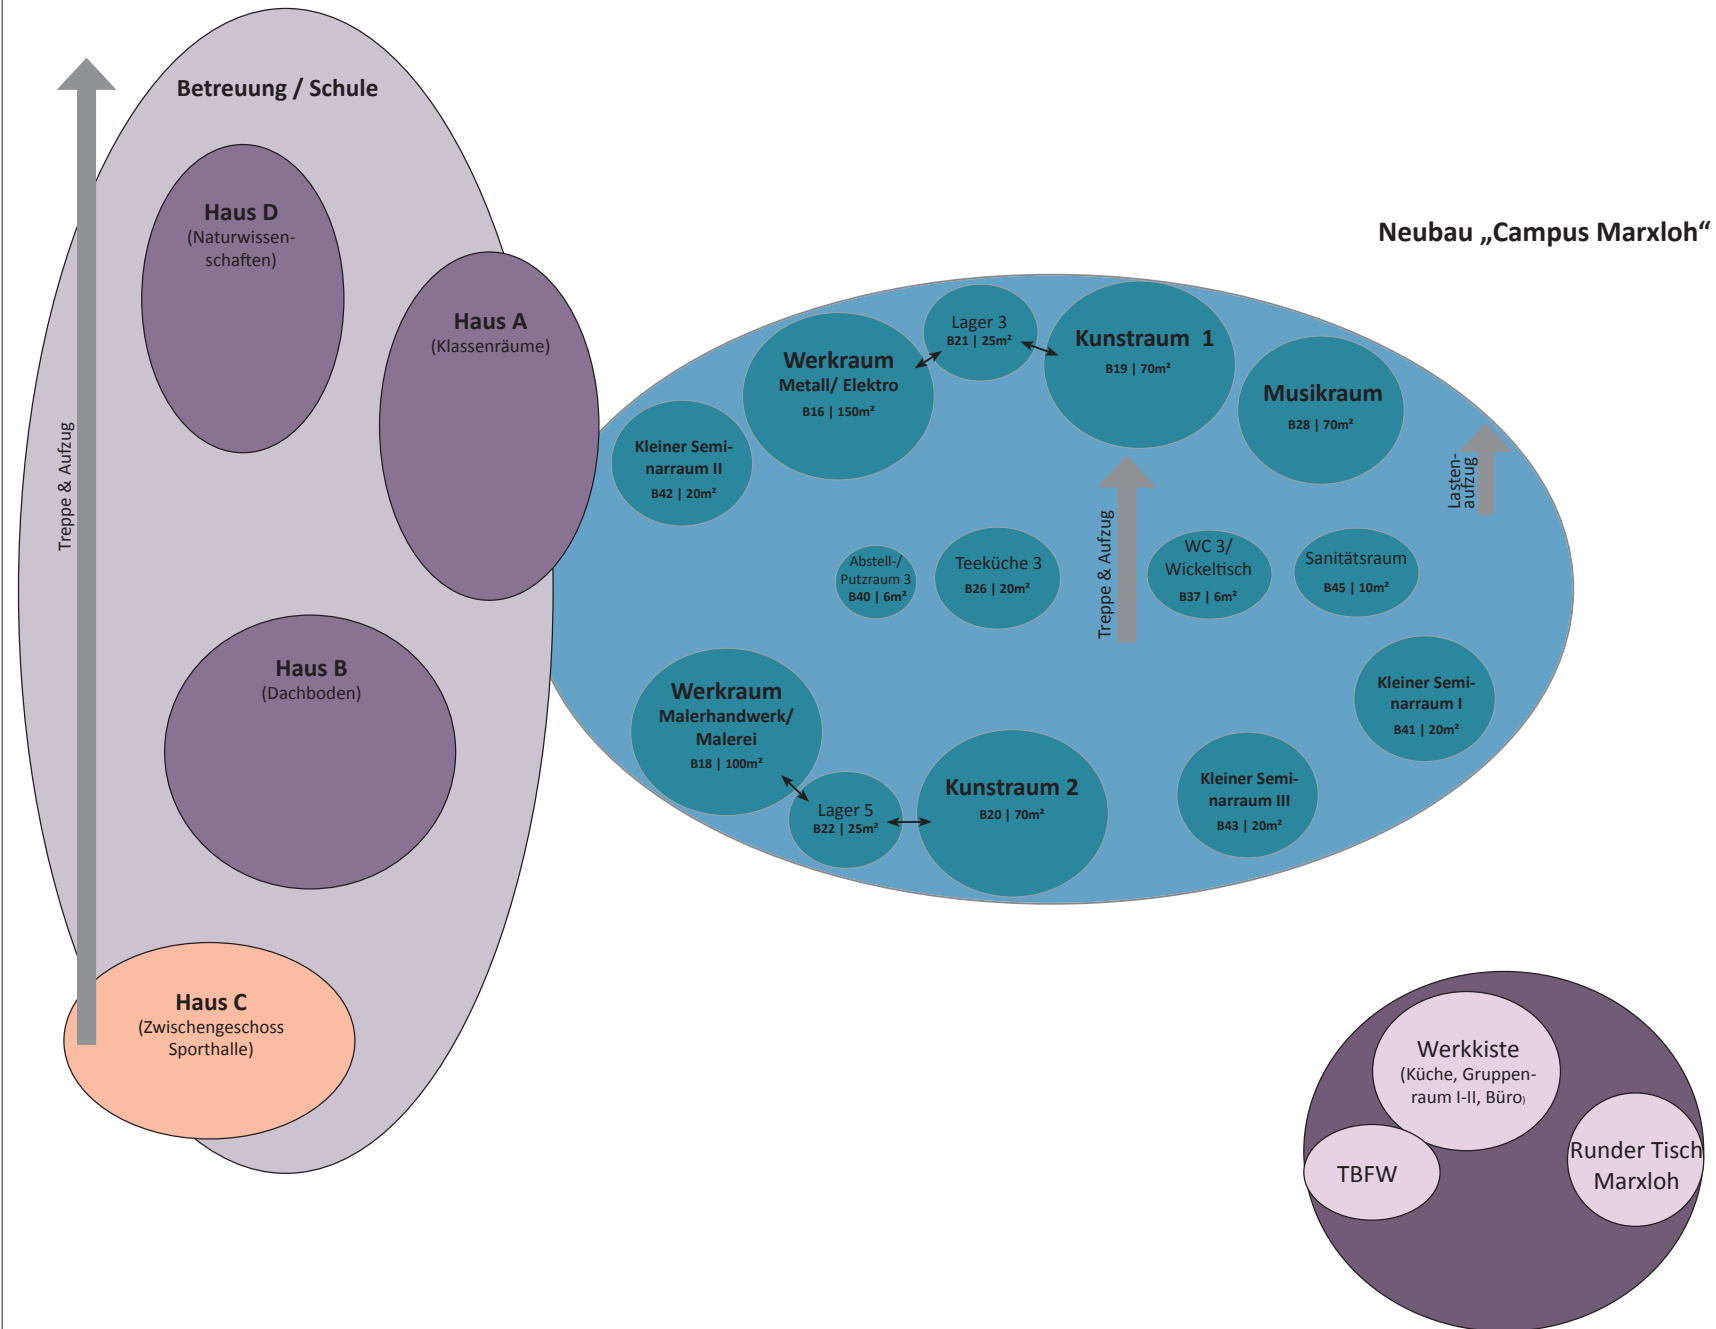 Betreuung / Schule
Haus D
(Naturwissen-
schaften)
Haus A
(Klassenräume)
Haus B
(Dachboden)
Haus C
(Zwischengeschoss
Sporthalle)
Treppe & Aufzug
Neubau „Campus Marxloh“
Lager 3
B21 | 25m²
Kunstraum 1
B19 | 70m²
Werkraum
Metall/ Elektro
B16 | 150m²
Musikraum
B28 | 70m²
Kleiner Semi-
narraum II
B42 | 20m²
Lasten-
aufzug
Abstell-/
Putzraum 3
B40 | 6m²
Teeküche 3
B26 | 20m²
Treppe & Aufzug
WC 3/
Wickeltisch
B37 | 6m²
Sanitätsraum
B45 | 10m²
Werkraum
Malerhandwerk/
Malerei
B18 | 100m²
Lager 5
B22 | 25m²
Kunstraum 2
B20 | 70m²
Kleiner Semi-
narraum III
B43 | 20m²
Kleiner Semi-
narraum I
B41 | 20m²
Werkkiste
(Küche, Gruppen-
raum I-II, Büro)
TBFW
Runder Tisch
Marxloh